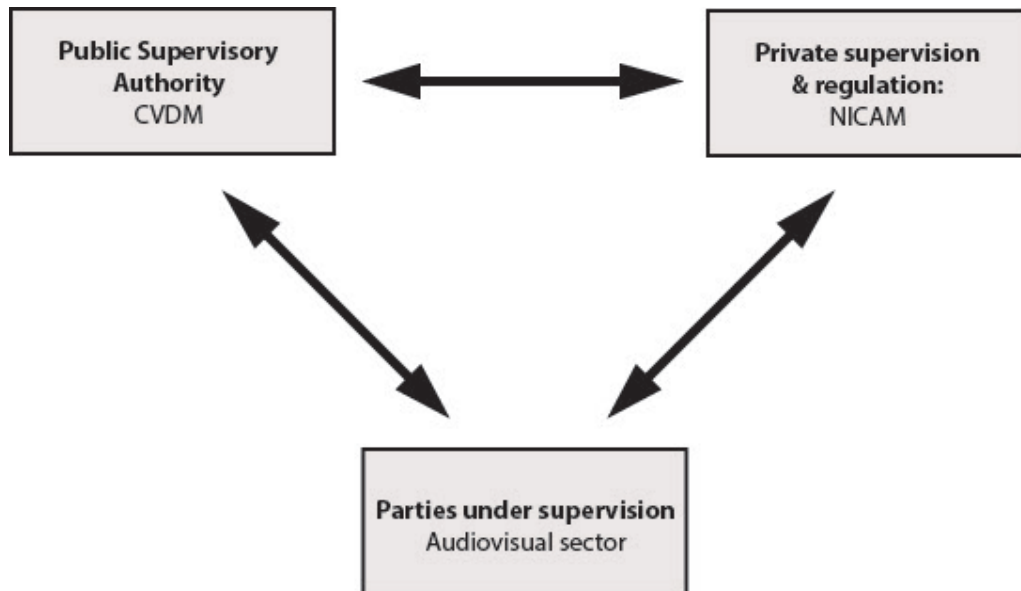 Public Supervisory
Authority
CVDM
Private supervision
& regulation:
NICAM
Parties under supervision
Audiovisual sector